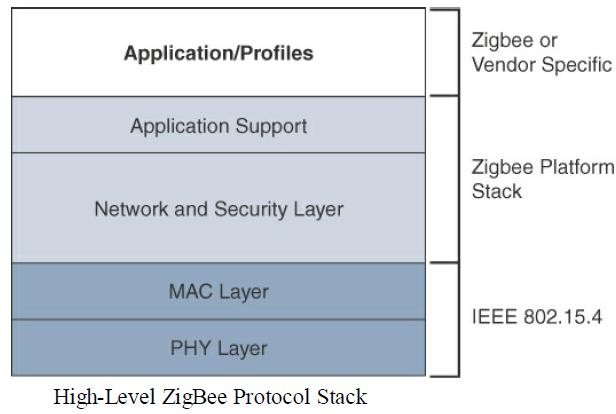 Application/Profiles
Zigbee or
Vendor Specific
Application Support
Network and Security Layer
Zigbee Platform
Stack
MAC Layer
PHY Layer
IEEE 802.15.4
High-Level ZigBee Protocol Stack